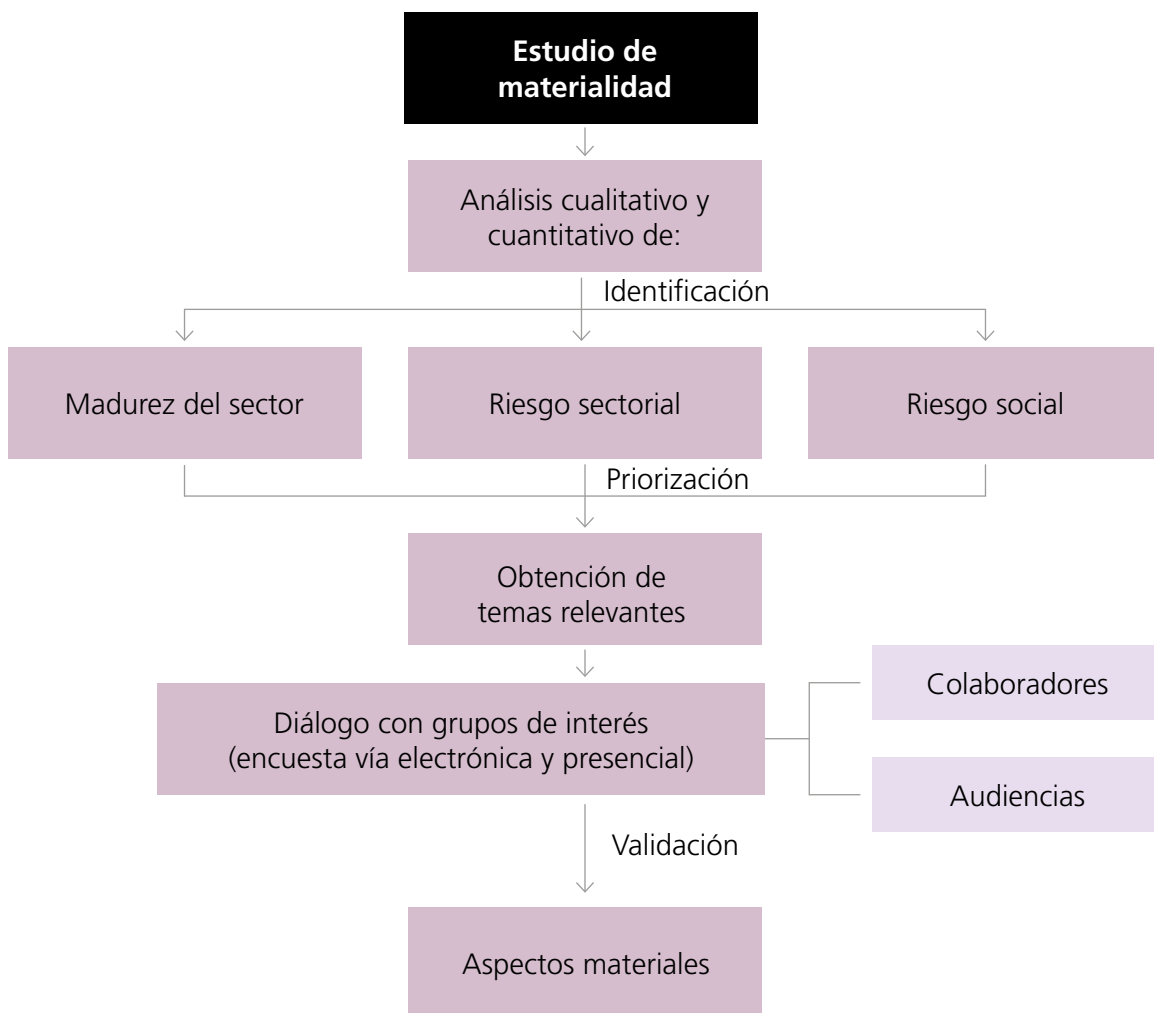 Estudio de
materialidad
Análisis cualitativo y
cuantitativo de:
Identificación
Madurez del sector
Riesgo sectorial
Riesgo social
Priorización
Obtención de
temas relevantes
Diálogo con grupos de interés
(encuesta vía electrónica y presencial)
Colaboradores
Audiencias
Validación
Aspectos materiales